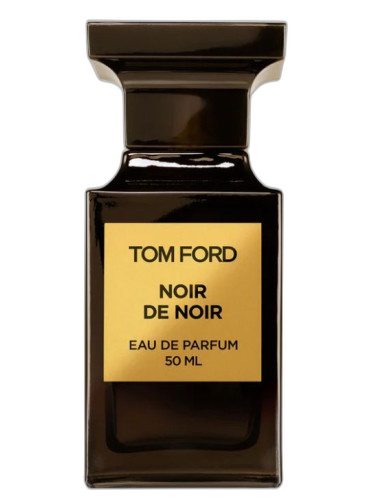 TOM FORD
NOIR
DE NOIR
EAU DE PARFUM
50 ML